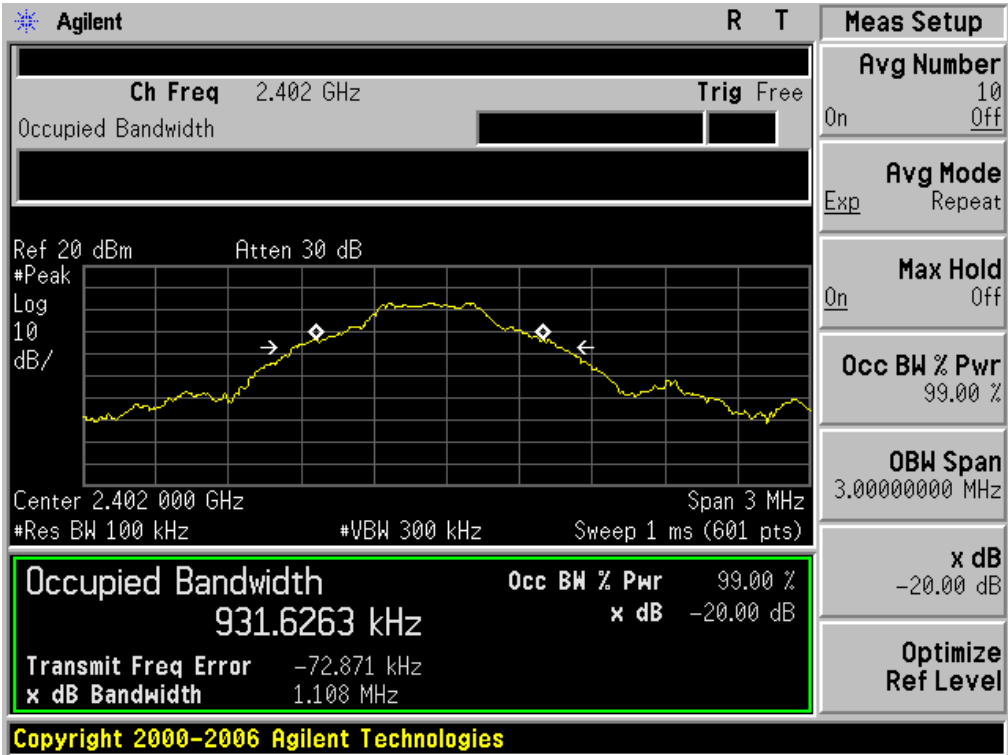 Agilent R T
Ch Freq 2.402 GHz Trig Free
Occupied Bandwidth
Ref 20 dBm Atten 30 dB
#Peak
Log
10
dB/
Center 2.402 000 GHz Span 3 MHz
#Res BW 100 kHz #VBW 300 kHz Sweep 1 ms (601 pts)
Occupied Bandwidth
931.6263 kHz
Occ BW % Pwr 99.00 %
x dB -20.00 dB
Transmit Freq Error -72.871 kHz
x dB Bandwidth 1.108 MHz
Copyright 2000-2006 Agilent Technologies
Meas Setup
Avg Number
10
On Off
Avg Mode
Exp Repeat
Max Hold
On Off
Occ BW % Pwr
99.00 %
OBW Span
3.00000000 MHz
x dB
-20.00 dB
Optimize
Ref Level